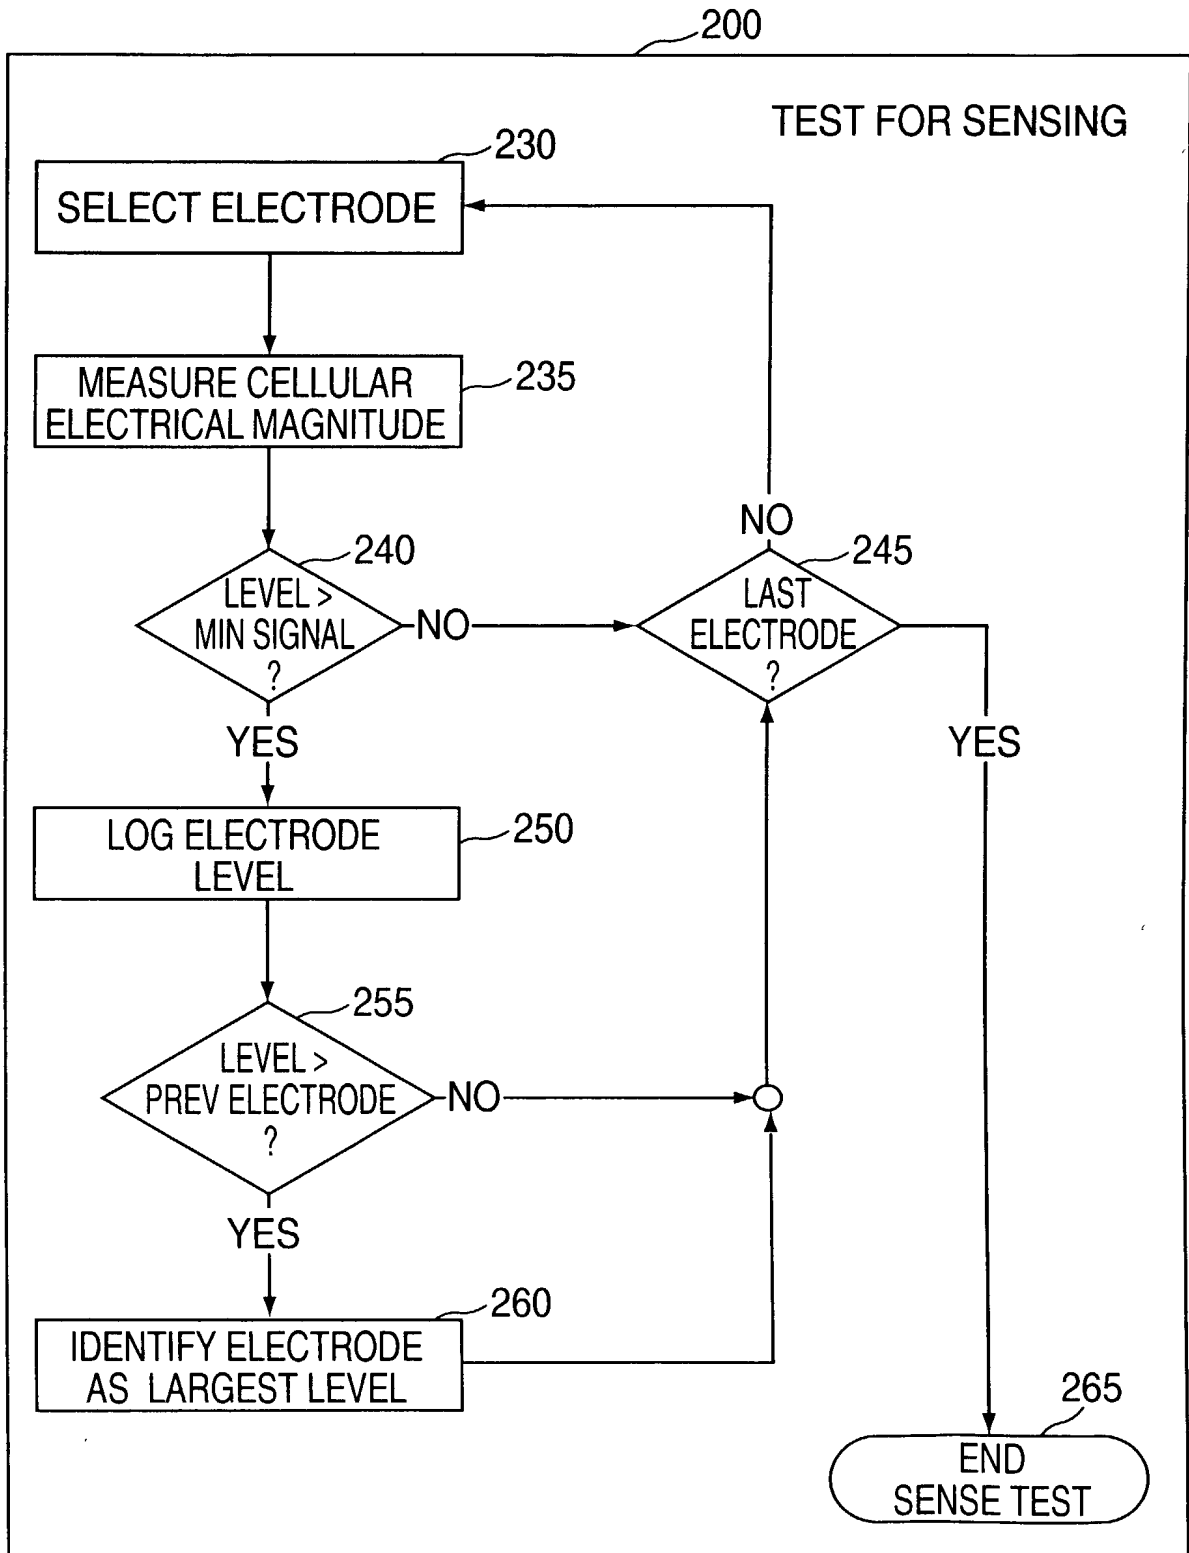 200
TEST FOR SENSING
230
SELECT ELECTRODE
MEASURE CELLULAR
ELECTRICAL MAGNITUDE
235
240
LEVEL >
MIN SIGNAL
?
NO
YES
245
LAST
ELECTRODE
?
NO
YES
LOG ELECTRODE
LEVEL
250
255
LEVEL >
PREV ELECTRODE
?
NO
YES
260
IDENTIFY ELECTRODE
AS LARGEST LEVEL
265
END
SENSE TEST